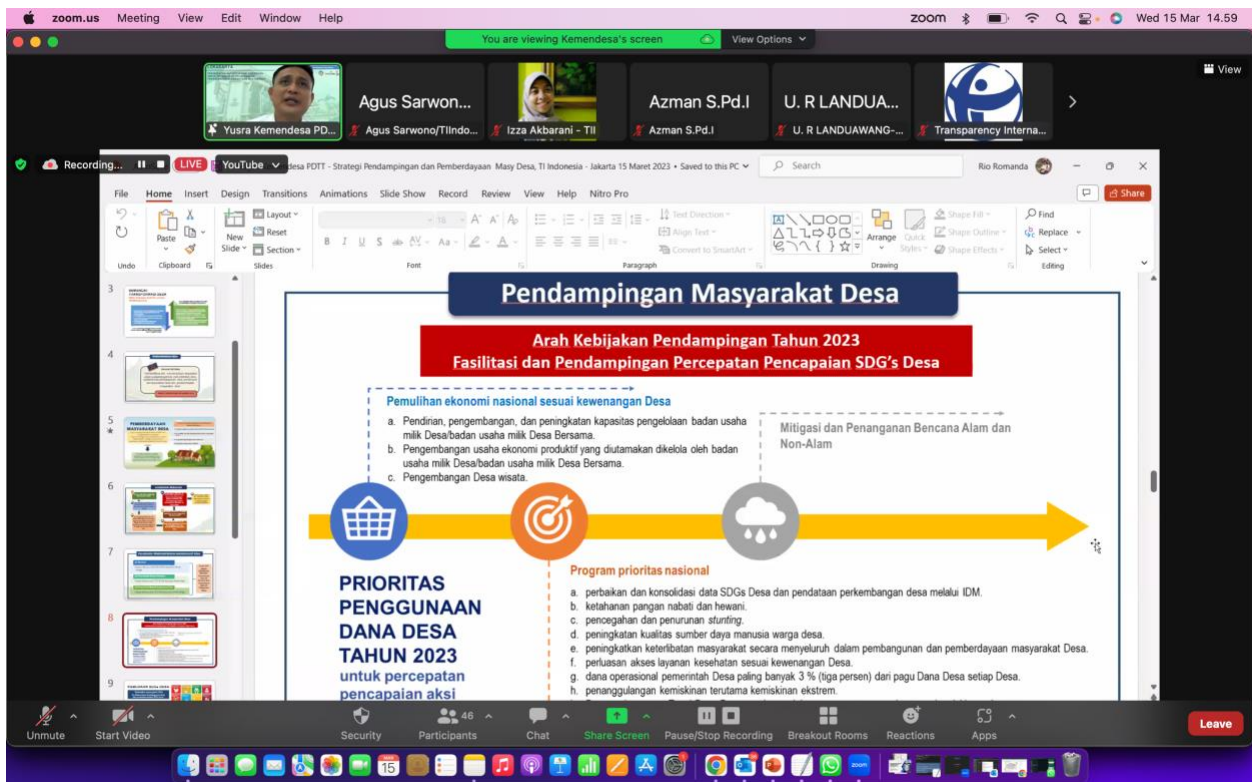 zoom.us Meeting View Edit Window Help
zoom Wed 15 Mar 14.59
You are viewing Kemendesa's screen View Options
View
Agus Sarwon...
Azman S.Pd.I
U. R LANDUA...
Yusra Kemendesa PD...
Agus Sarwono/TIIndo...
Izza Akbarani - TII
Azman S.Pd.I
U. R LANDUAWANG-...
Transparency Interna...
Recording... LIVE YouTube
desa PDTT - Strategi Pendampingan dan Pemberdayaan Masy Desa, TI Indonesia - Jakarta 15 Maret 2023 • Saved to this PC
Search
Rio Romanda
File Home Insert Design Transitions Animations Slide Show Record Review View Help Nitro Pro
Share
Paste
New
Slide
Layout
Reset
Section
Text Direction
Align Text
Convert to SmartArt
Arrange
Quick
Styles
Shape Fill
Shape Outline
Shape Effects
Find
Replace
Select
Undo Clipboard Slides Font Paragraph Drawing Editing
3
4
5
PEMBERDAYAAN
MASYARAKAT DESA
6
7
8
9
Pendampingan Masyarakat Desa
Arah Kebijakan Pendampingan Tahun 2023
Fasilitasi dan Pendampingan Percepatan Pencapaian SDG's Desa
Pemulihan ekonomi nasional sesuai kewenangan Desa
a. Pendirian, pengembangan, dan peningkatan kapasitas pengelolaan badan usaha
milik Desa/badan usaha milik Desa Bersama.
b. Pengembangan usaha ekonomi produktif yang diutamakan dikelola oleh badan
usaha milik Desa/badan usaha milik Desa Bersama.
c. Pengembangan Desa wisata.
Mitigasi dan Penanganan Bencana Alam dan
Non-Alam
PRIORITAS
PENGGUNAAN
DANA DESA
TAHUN 2023
untuk percepatan
pencapaian aksi
Program prioritas nasional
a. perbaikan dan konsolidasi data SDGs Desa dan pendataan perkembangan desa melalui IDM.
b. ketahanan pangan nabati dan hewani.
c. pencegahan dan penurunan stunting.
d. peningkatan kualitas sumber daya manusia warga desa.
e. peningkatkan keterlibatan masyarakat secara menyeluruh dalam pembangunan dan pemberdayaan masyarakat Desa.
f. perluasan akses layanan kesehatan sesuai kewenangan Desa.
g. dana operasional pemerintah Desa paling banyak 3 % (tiga persen) dari pagu Dana Desa setiap Desa.
h. penanggulangan kemiskinan terutama kemiskinan ekstrem.
46
Unmute Start Video Security Participants Chat Share Screen Pause/Stop Recording Breakout Rooms Reactions Apps
Leave
15
zoom